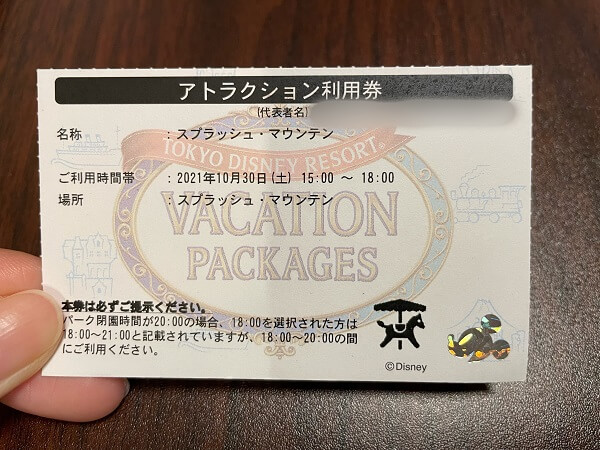 アトラクション利用券
(代表者名)
名称 : スプラッシュ・マウンテン
TOKYO DISNEY RESORT®
ご利用時間帯 : 2021年10月30日(土) 15:00 ～ 18:00
場所 : スプラッシュ・マウンテン
VACATION
PACKAGES
本券は必ずご提示ください。
パーク閉園時間が20:00の場合、18:00を選択された方は
18:00～21:00と記載されていますが、18:00～20:00の間
にご利用ください。
©Disney